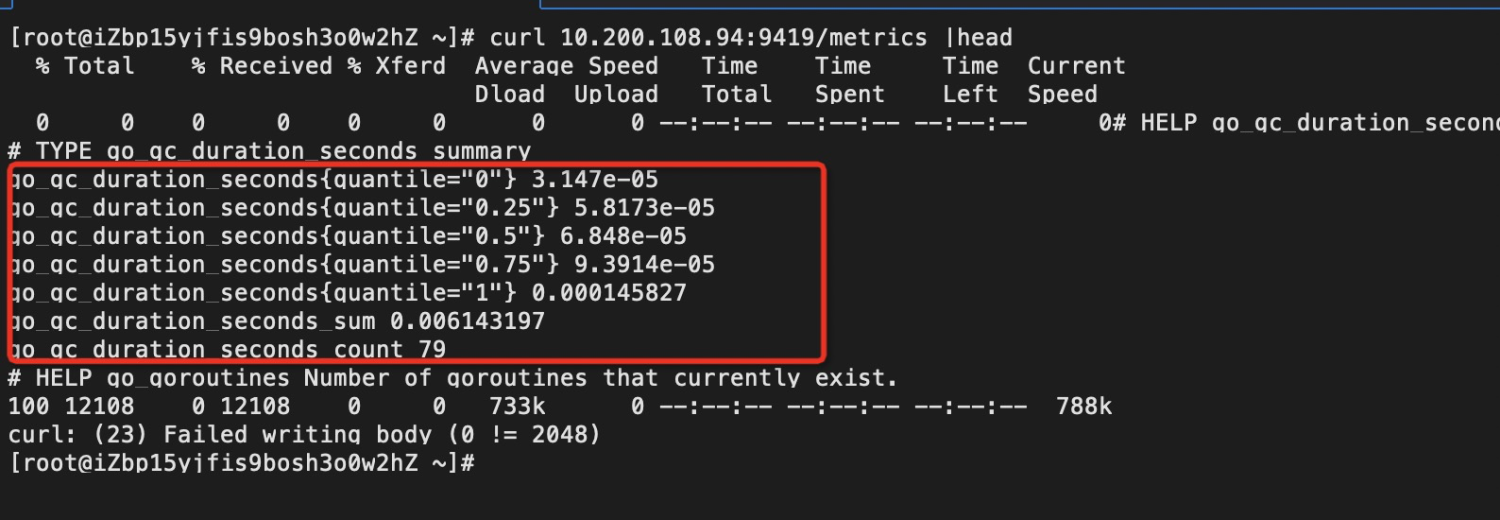 [root@iZbp15yjfis9bosh3o0w2hZ ~]# curl 10.200.108.94:9419/metrics |head
  % Total    % Received % Xferd  Average Speed   Time    Time     Time  Current
                                 Dload  Upload   Total   Spent    Left  Speed
  0     0    0     0    0     0      0      0 --:--:-- --:--:-- --:--:--     0# HELP go_gc_duration_secon
# TYPE go_gc_duration_seconds summary
go_gc_duration_seconds{quantile="0"} 3.147e-05
go_gc_duration_seconds{quantile="0.25"} 5.8173e-05
go_gc_duration_seconds{quantile="0.5"} 6.848e-05
go_gc_duration_seconds{quantile="0.75"} 9.3914e-05
go_gc_duration_seconds{quantile="1"} 0.000145827
go_gc_duration_seconds_sum 0.006143197
go_gc_duration_seconds_count 79
# HELP go_goroutines Number of goroutines that currently exist.
100 12108    0 12108    0     0   733k      0 --:--:-- --:--:-- --:--:--  788k
curl: (23) Failed writing body (0 != 2048)
[root@iZbp15yjfis9bosh3o0w2hZ ~]#